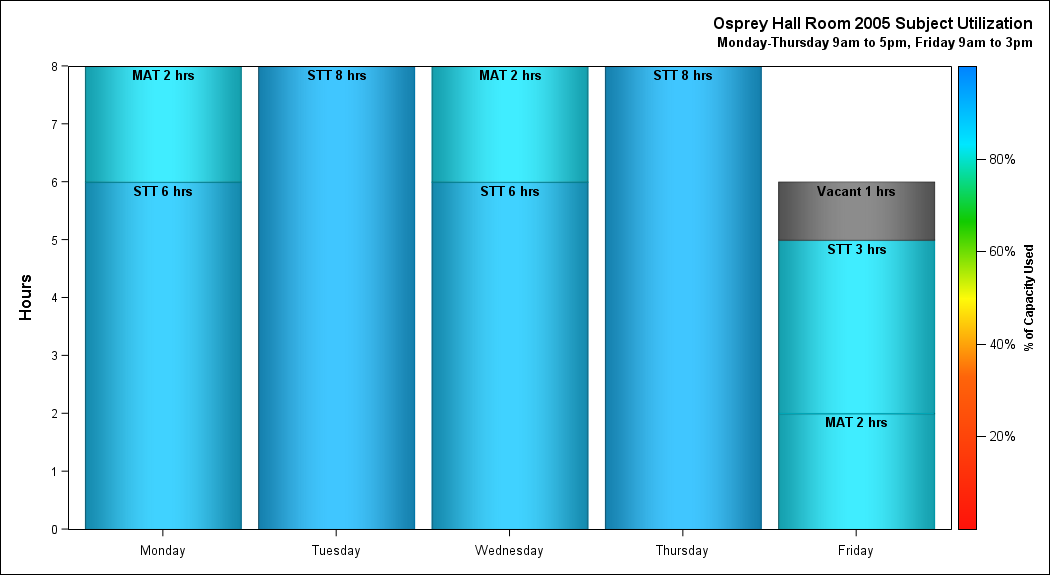 Osprey Hall Room 2005 Subject Utilization
Monday-Thursday 9am to 5pm, Friday 9am to 3pm
Hours
8
7
6
5
4
3
2
1
0
MAT 2 hrs
STT 6 hrs
STT 8 hrs
MAT 2 hrs
STT 6 hrs
STT 8 hrs
Vacant 1 hrs
STT 3 hrs
MAT 2 hrs
Monday
Tuesday
Wednesday
Thursday
Friday
80%
60%
40%
20%
% of Capacity Used